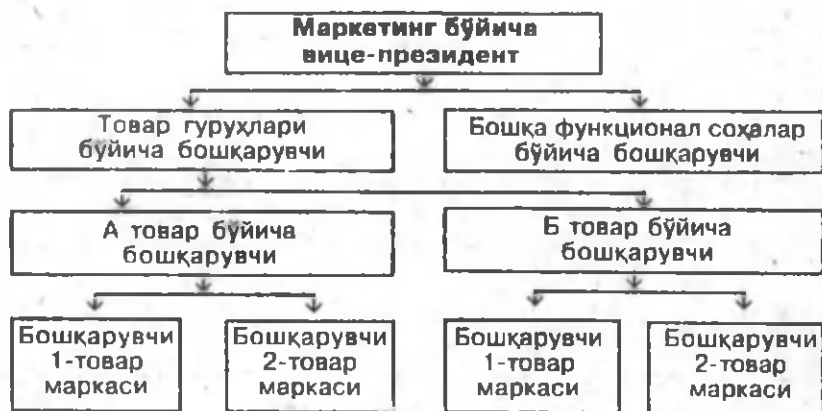 Маркетинг бўйича
вице-президент
Товар гуруҳлари
бўйича бошқарувчи
Бошқа функционал соҳалар
бўйича бошқарувчи
А товар бўйича
бошқарувчи
Б товар бўйича
бошқарувчи
Бошқарувчи
1-товар
маркаси
Бошқарувчи
2-товар
маркаси
Бошқарувчи
1-товар
маркаси
Бошқарувчи
2-товар
маркаси